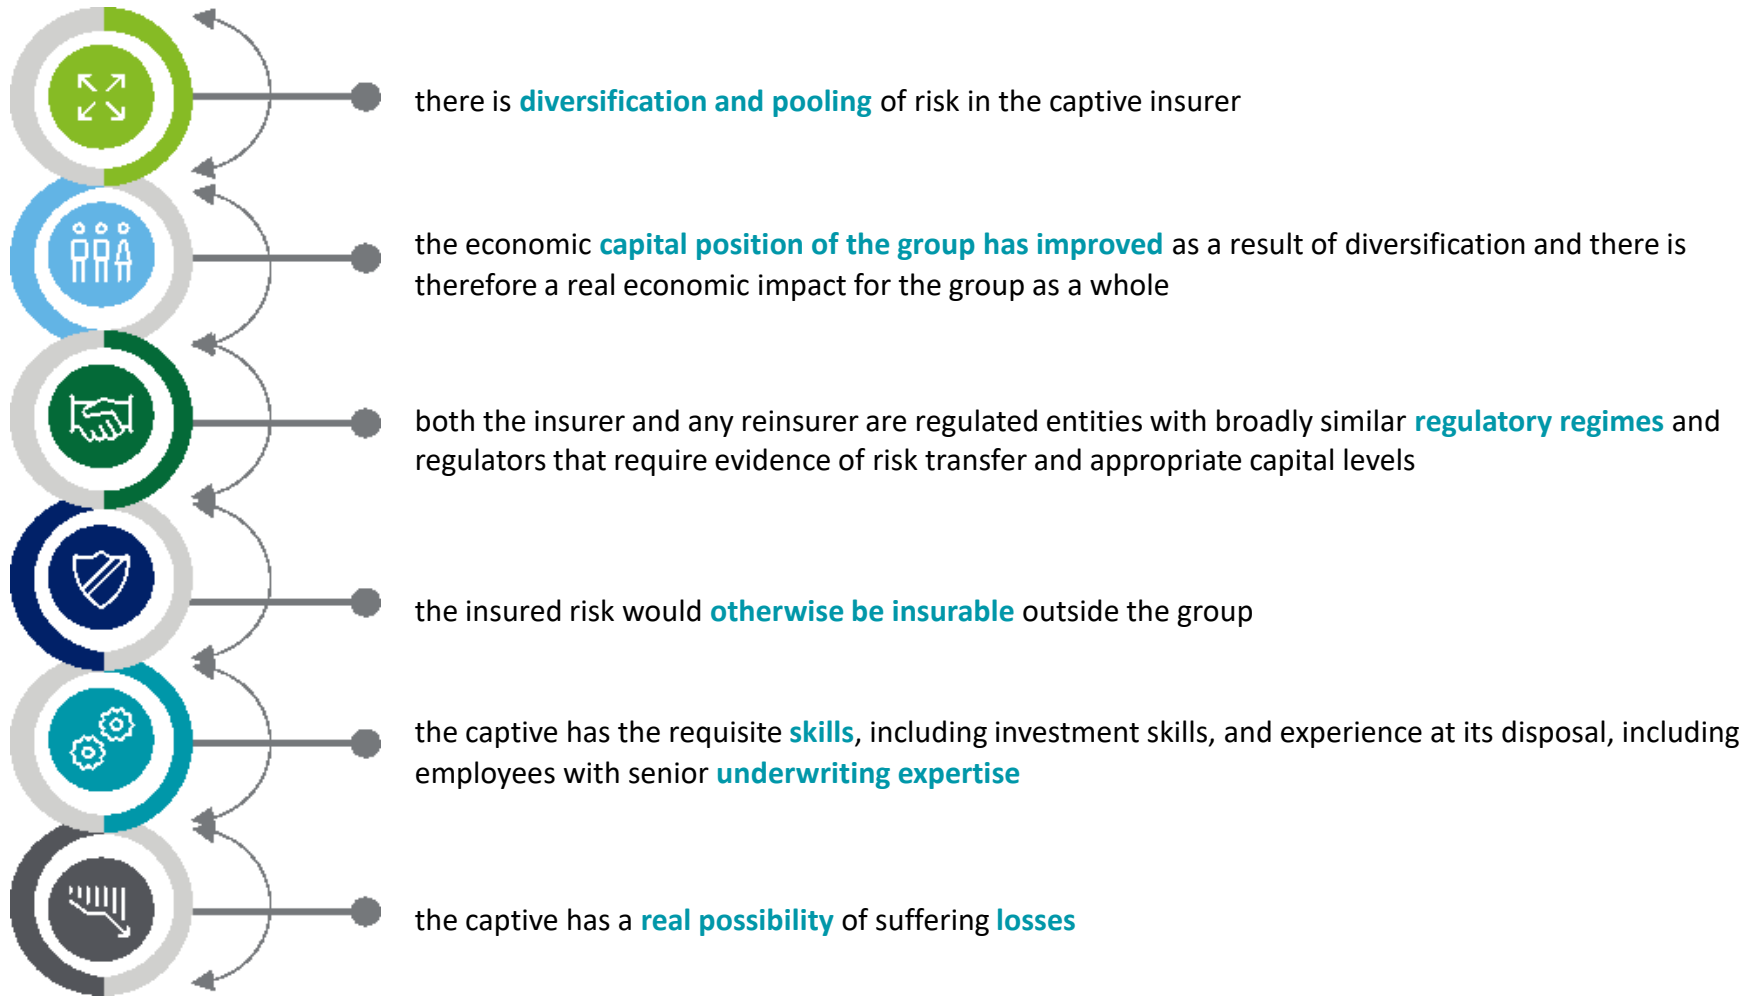 there is diversification and pooling of risk in the captive insurer
the economic capital position of the group has improved as a result of diversification and there is
therefore a real economic impact for the group as a whole
both the insurer and any reinsurer are regulated entities with broadly similar regulatory regimes and
regulators that require evidence of risk transfer and appropriate capital levels
the insured risk would otherwise be insurable outside the group
the captive has the requisite skills, including investment skills, and experience at its disposal, including
employees with senior underwriting expertise
the captive has a real possibility of suffering losses